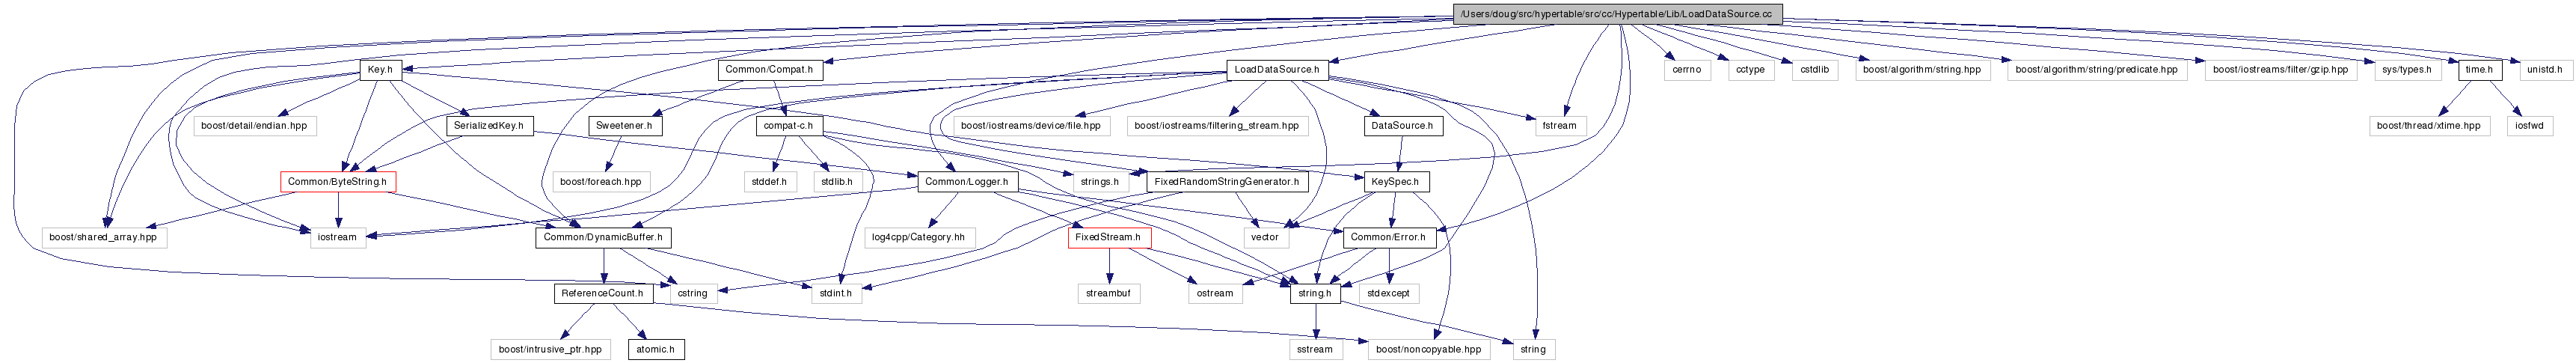 /Users/doug/src/hypertable/src/cc/Hypertable/Lib/LoadDataSource.cc
Key.h
Common/Compat.h
LoadDataSource.h
cerrno
cctype
cstdlib
boost/algorithm/string.hpp
boost/algorithm/string/predicate.hpp
boost/iostreams/filter/gzip.hpp
sys/types.h
time.h
unistd.h
boost/detail/endian.hpp
SerializedKey.h
Sweetener.h
compat-c.h
boost/iostreams/device/file.hpp
boost/iostreams/filtering_stream.hpp
DataSource.h
fstream
boost/thread/xtime.hpp
iosfwd
Common/ByteString.h
boost/foreach.hpp
stddef.h
stdlib.h
Common/Logger.h
strings.h
FixedRandomStringGenerator.h
KeySpec.h
boost/shared_array.hpp
iostream
Common/DynamicBuffer.h
log4cpp/Category.hh
FixedStream.h
vector
Common/Error.h
ReferenceCount.h
cstring
stdint.h
streambuf
ostream
string.h
stdexcept
boost/intrusive_ptr.hpp
atomic.h
sstream
boost/noncopyable.hpp
string